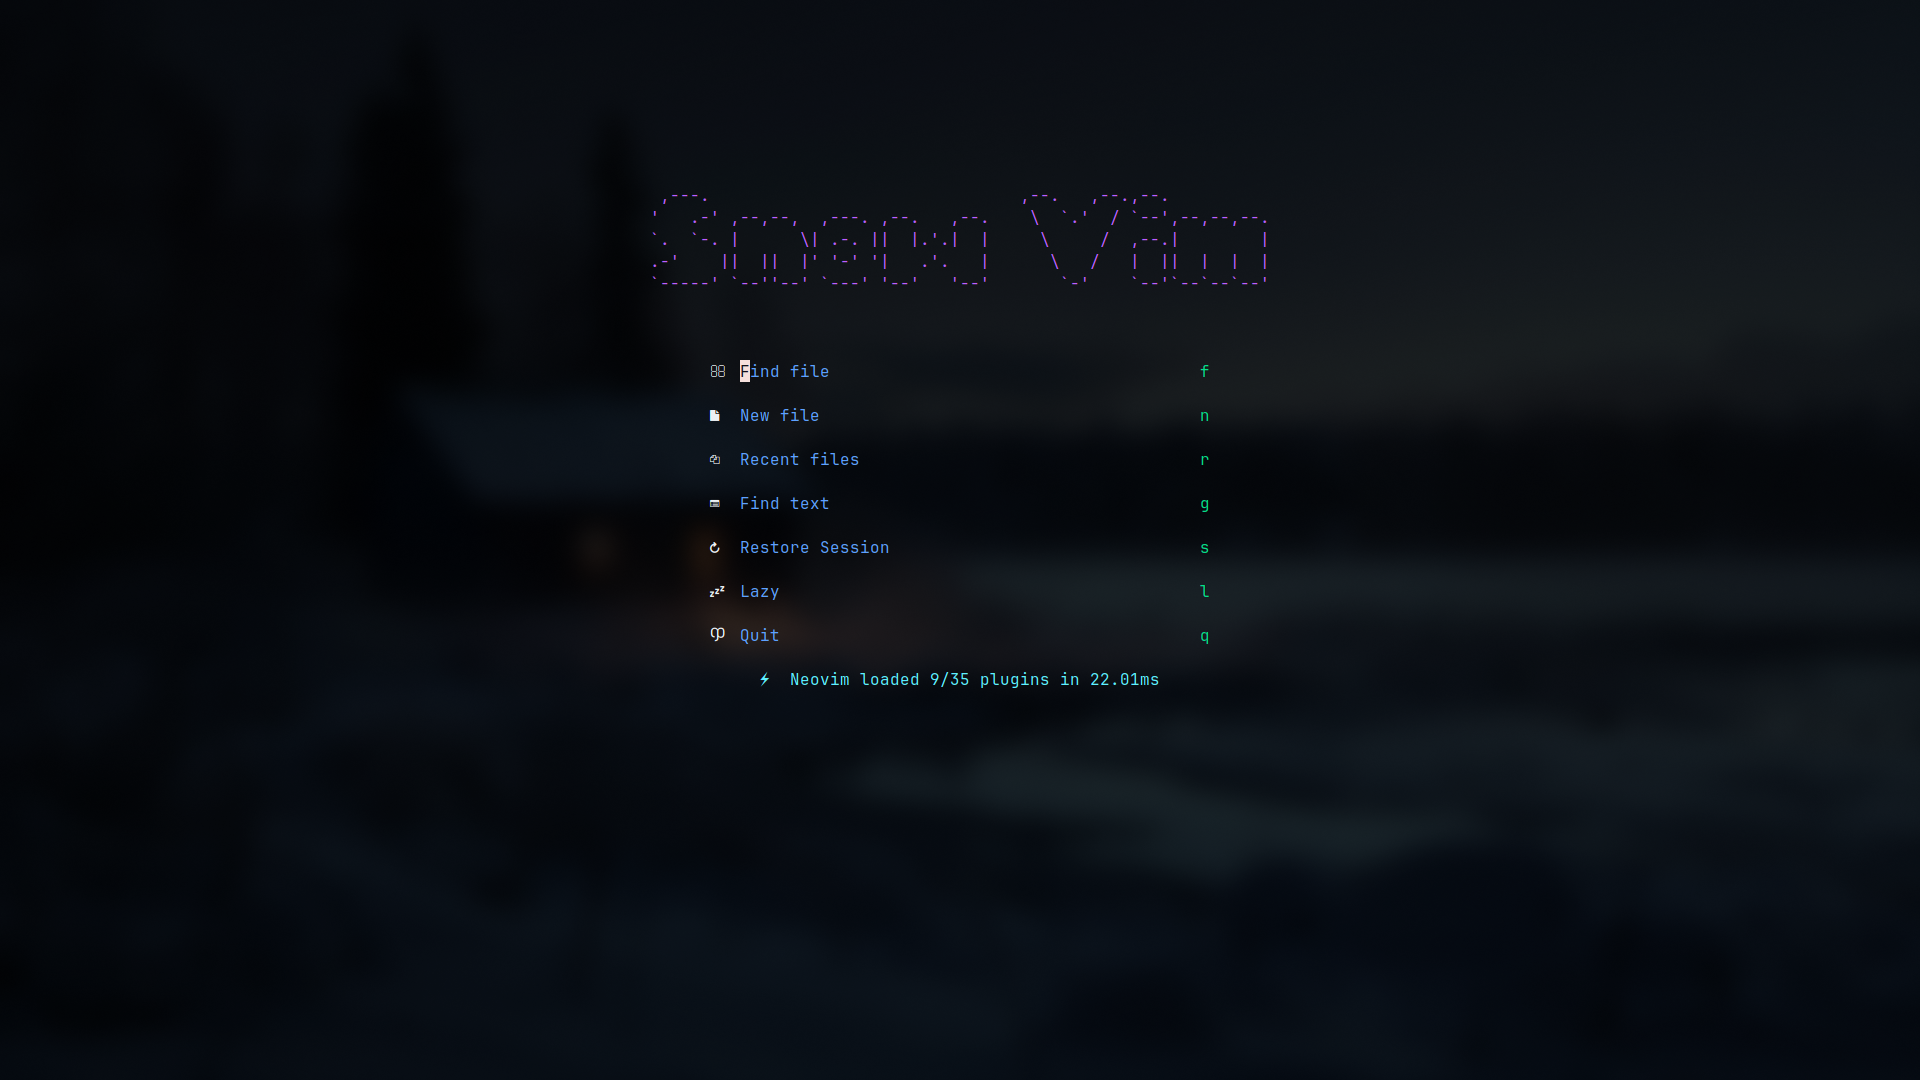 Snow Vim
Find file f
New file n
Recent files r
Find text g
Restore Session s
Lazy l
Quit q
Neovim loaded 9/35 plugins in 22.01ms